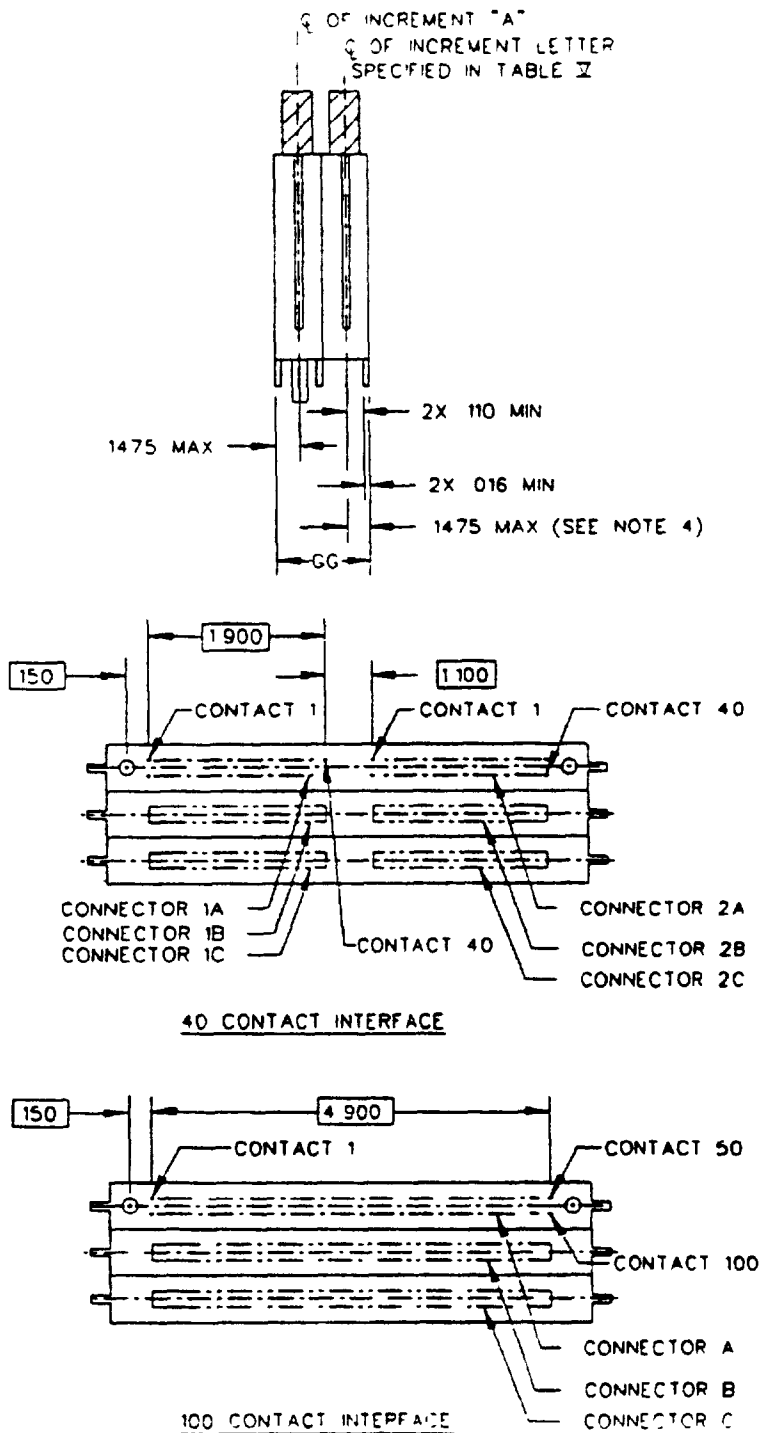 ℄ OF INCREMENT "A"
℄ OF INCREMENT LETTER
SPECIFIED IN TABLE V
2X 110 MIN
1475 MAX
2X 016 MIN
1475 MAX (SEE NOTE 4)
GG
1 900
150
1 100
CONTACT 1
CONTACT 1
CONTACT 40
CONNECTOR 1A
CONNECTOR 2A
CONNECTOR 1B
CONTACT 40
CONNECTOR 2B
CONNECTOR 1C
CONNECTOR 2C
40 CONTACT INTERFACE
150
4 900
CONTACT 1
CONTACT 50
CONTACT 100
CONNECTOR A
CONNECTOR B
CONNECTOR C
100 CONTACT INTERFACE